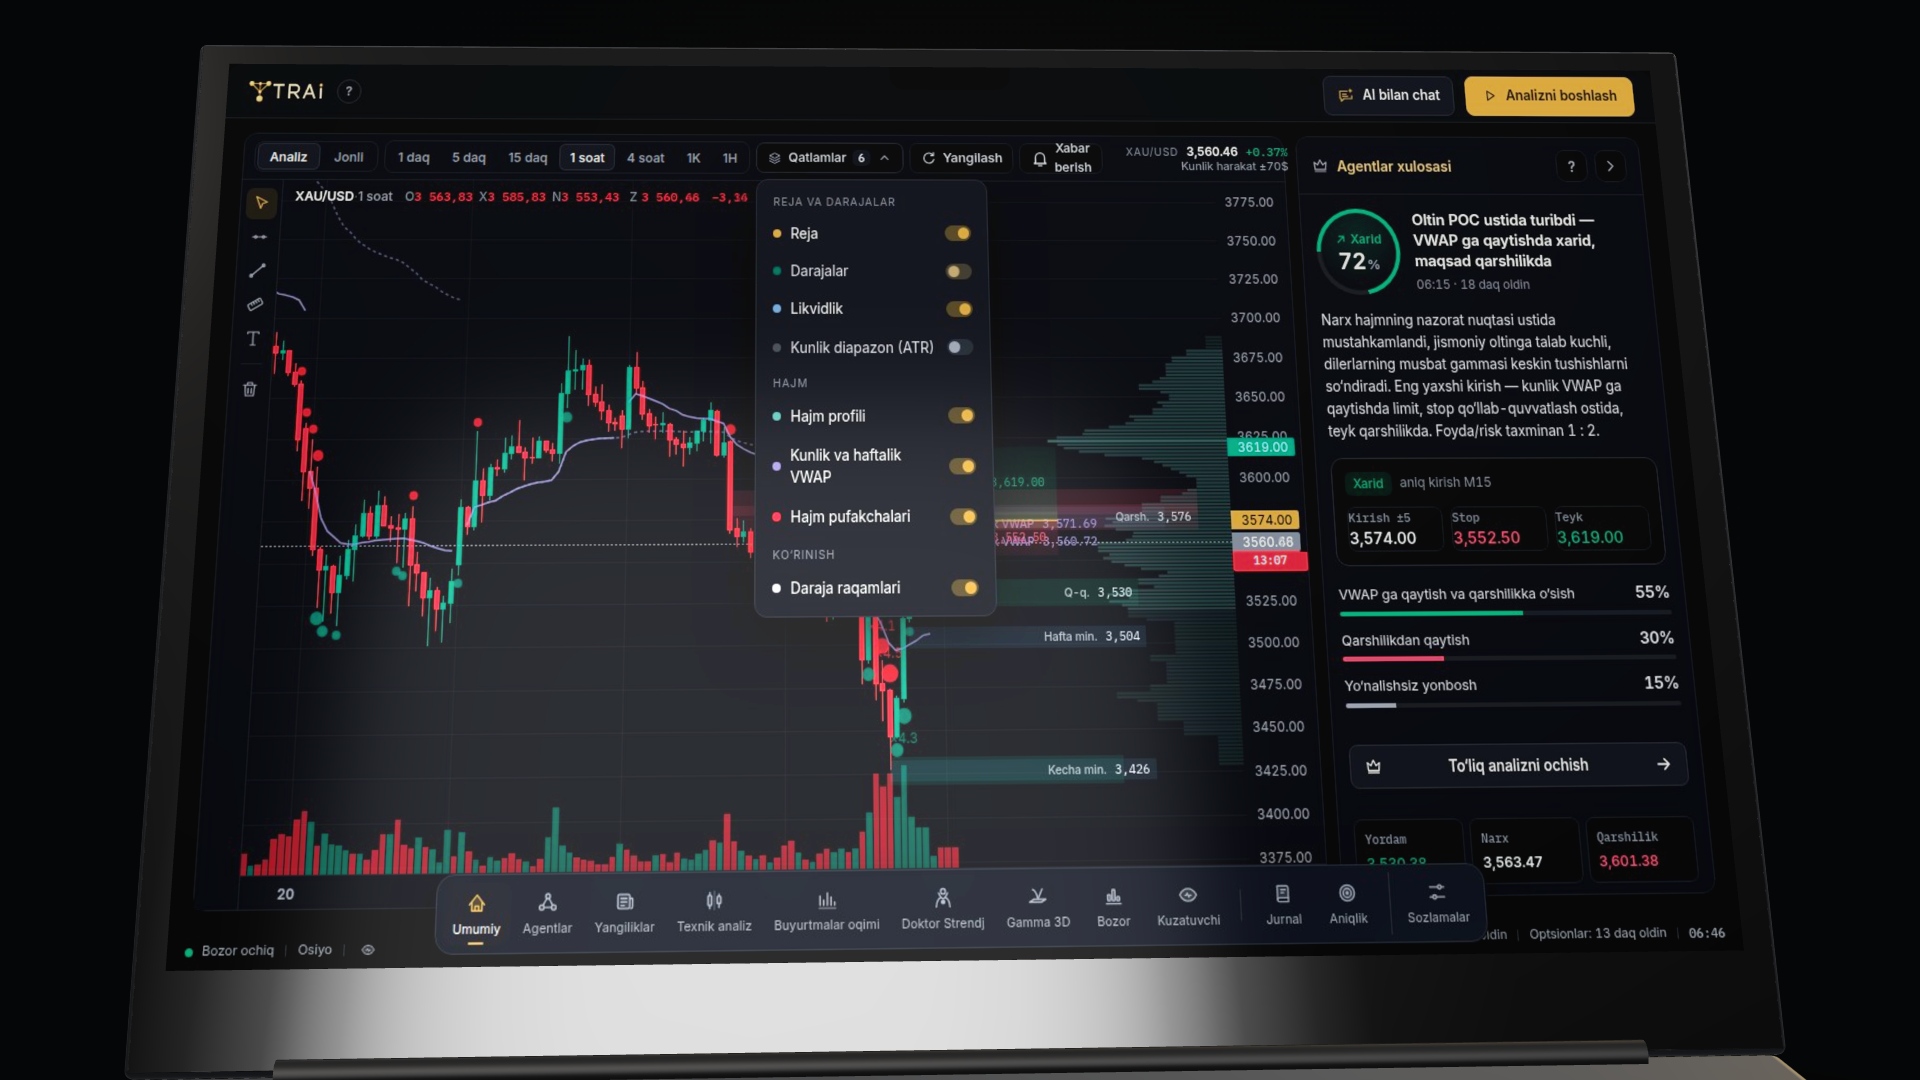 TRAi ?
AI bilan chat
Analizni boshlash
Analiz Jonli
1 daq 5 daq 15 daq 1 soat 4 soat 1K 1H
Qatlamlar 6
Yangilash
Xabar
berish
XAU/USD 3,560.46 +0.37%
Kunlik harakat ±70$
XAU/USD 1 soat O3 563,83 X3 585,83 N3 553,43 Z 3 560,46
REJA VA DARAJALAR
Reja
Darajalar
Likvidlik
Kunlik diapazon (ATR)
HAJM
Hajm profili
Kunlik va haftalik
VWAP
Hajm pufakchalari
KO‘RINISH
Daraja raqamlari
3,619.00
VWAP 3,571.69
VWAP 3,560.72
Qarsh. 3,576
Q-q. 3,530
Hafta min. 3,504
Kecha min. 3,426
3775.00
3750.00
3725.00
3700.00
3675.00
3650.00
3619.00
3600.00
3574.00
3560.68
13:07
3525.00
3500.00
3475.00
3450.00
3425.00
3400.00
3375.00
20
Agentlar xulosasi ?
Xarid
72%
Oltin POC ustida turibdi —
VWAP ga qaytishda xarid,
maqsad qarshilikda
06:15 · 18 daq oldin
Narx hajmning nazorat nuqtasi ustida
mustahkamlandi, jismoniy oltinga talab kuchli,
dilerlarning musbat gammasi keskin tushishlarni
so‘ndiradi. Eng yaxshi kirish — kunlik VWAP ga
qaytishda limit, stop qo‘llab-quvvatlash ostida,
teyk qarshilikda. Foyda/risk taxminan 1 : 2.
Xarid aniq kirish M15
Kirish ±5 Stop Teyk
3,574.00 3,552.50 3,619.00
VWAP ga qaytish va qarshilikka o‘sish 55%
Qarshilikdan qaytish 30%
Yo‘nalishsiz yonbosh 15%
To‘liq analizni ochish
Yordam Narx Qarshilik
3,530.38 3,563.47 3,601.38
Umumiy Agentlar Yangiliklar Texnik analiz Buyurtmalar oqimi Doktor Strendj Gamma 3D Bozor Kuzatuvchi Jurnal Aniqlik Sozlamalar
Bozor ochiq Osiyo
Optsionlar: 13 daq oldin 06:46